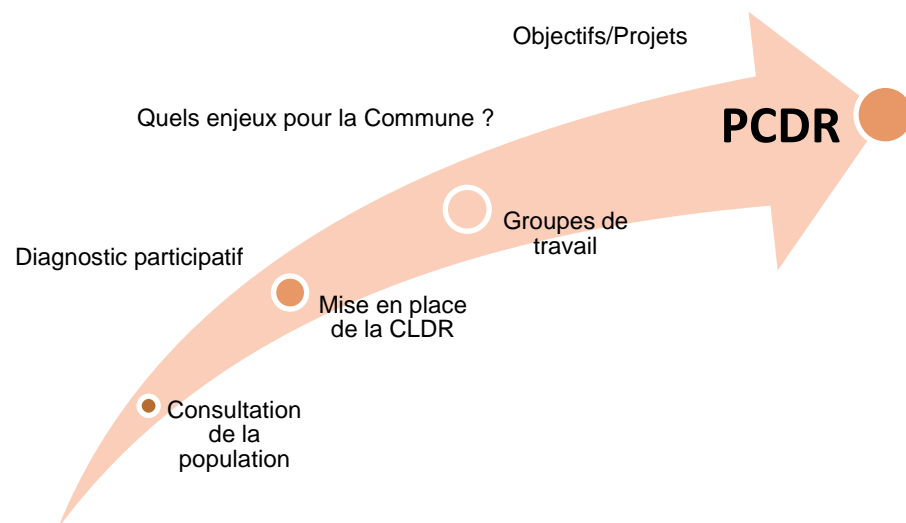 Objectifs/Projets
Quels enjeux pour la Commune ?
PCDR
Groupes de
travail
Diagnostic participatif
Mise en place
de la CLDR
Consultation
de la
population